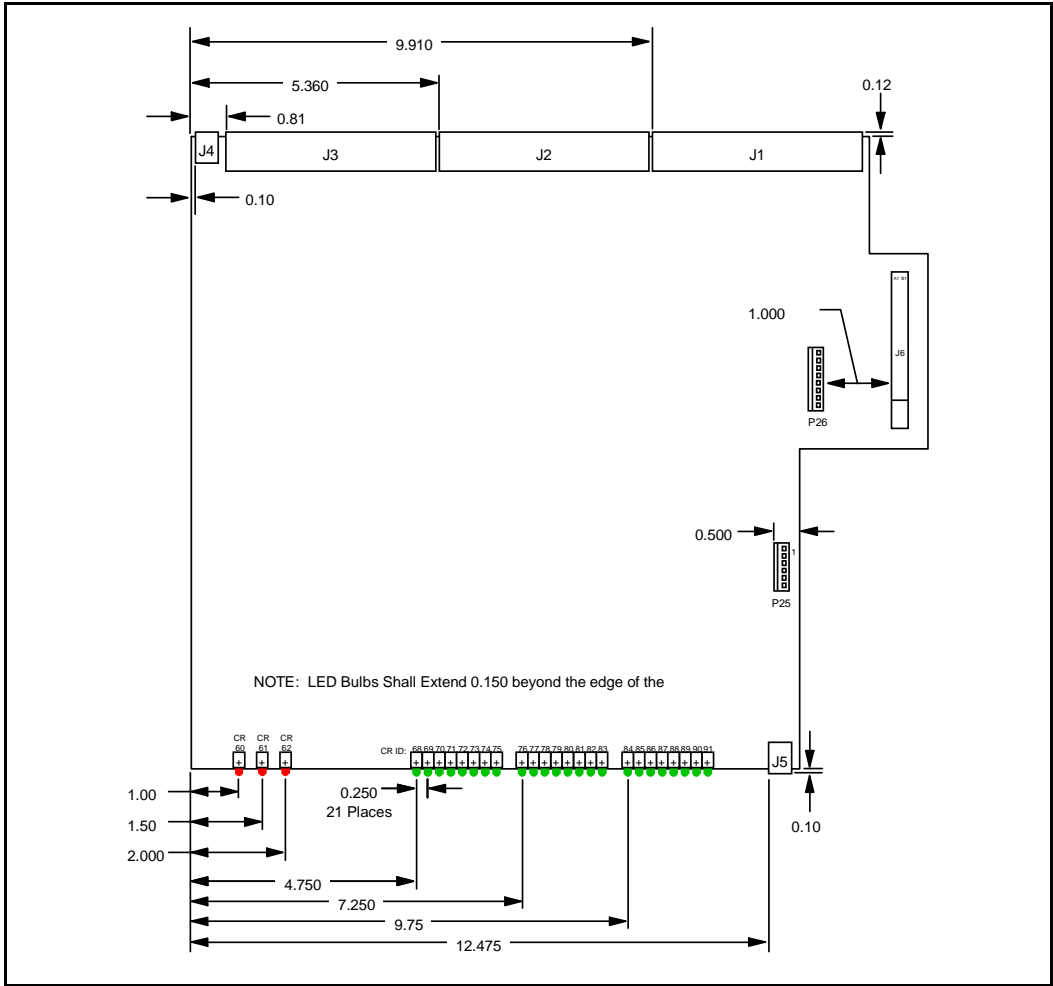 9.910
5.360
0.12
0.81
J4
J3
J2
J1
0.10
A1 B1
1.000
J6
P26
0.500
1
P25
NOTE: LED Bulbs Shall Extend 0.150 beyond the edge of the
CR
60
CR
61
CR
62
CR ID:
68 69 70 71 72 73 74 75
76 77 78 79 80 81 82 83
84 85 86 87 88 89 90 91
J5
1.00
0.250
21 Places
1.50
0.10
2.000
4.750
7.250
9.75
12.475